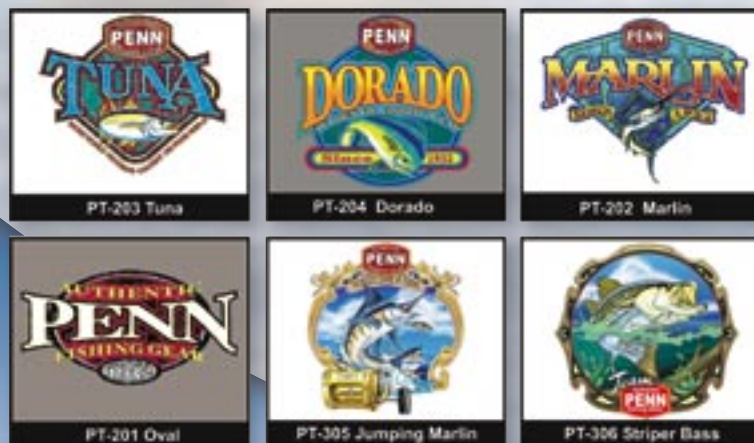 PENN
TUNA
PT-203 Tuna
PENN
DORADO
Since
PT-204 Dorado
PENN
MARLIN
PT-202 Marlin
AUTHENTIC
PENN
FISHING GEAR
PT-201 Oval
PENN
PT-305 Jumping Marlin
Team
PENN
PT-306 Striper Bass